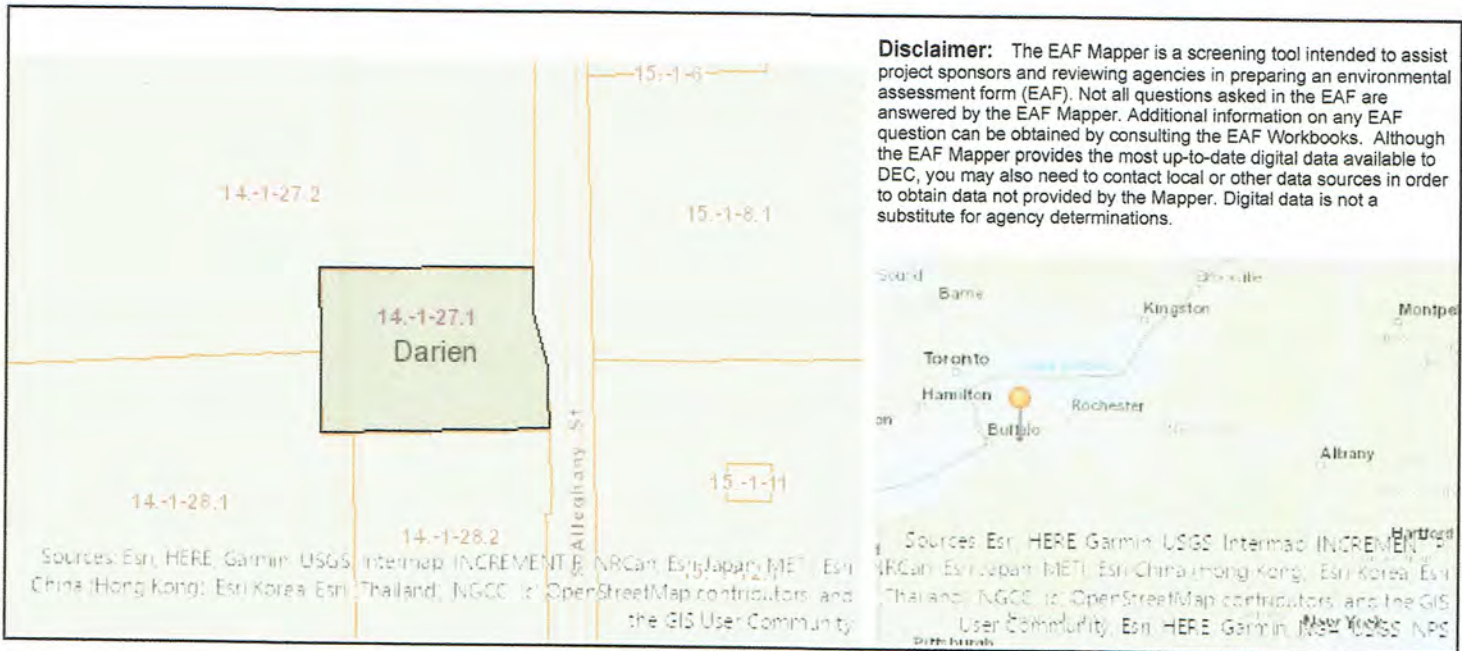 Disclaimer: The EAF Mapper is a screening tool intended to assist
project sponsors and reviewing agencies in preparing an environmental
assessment form (EAF). Not all questions asked in the EAF are
answered by the EAF Mapper. Additional information on any EAF
question can be obtained by consulting the EAF Workbooks. Although
the EAF Mapper provides the most up-to-date digital data available to
DEC, you may also need to contact local or other data sources in order
to obtain data not provided by the Mapper. Digital data is not a
substitute for agency determinations.
15.-1-6
14.-1-27.2
15.-1-8.1
14.-1-27.1
Darien
Alleghany St
15.-1-11
14.-1-28.1
14.-1-28.2
Sources: Esri, HERE, Garmin, USGS, Intermap, INCREMENT P, NRCan, Esri Japan, METI, Esri
China (Hong Kong), Esri Korea, Esri (Thailand), NGCC, (c) OpenStreetMap contributors, and
the GIS User Community
Sound
Barrie
Kingston
Montpel
Toronto
Hamilton
Rochester
Buffalo
Albany
Hartford
Sources: Esri, HERE, Garmin, USGS, Intermap, INCREMENT P,
NRCan, Esri Japan, METI, Esri China (Hong Kong), Esri Korea, Esri
(Thailand), NGCC, (c) OpenStreetMap contributors, and the GIS
User Community, Esri, HERE, Garmin, USGS, NPS
New York
Pittsburgh